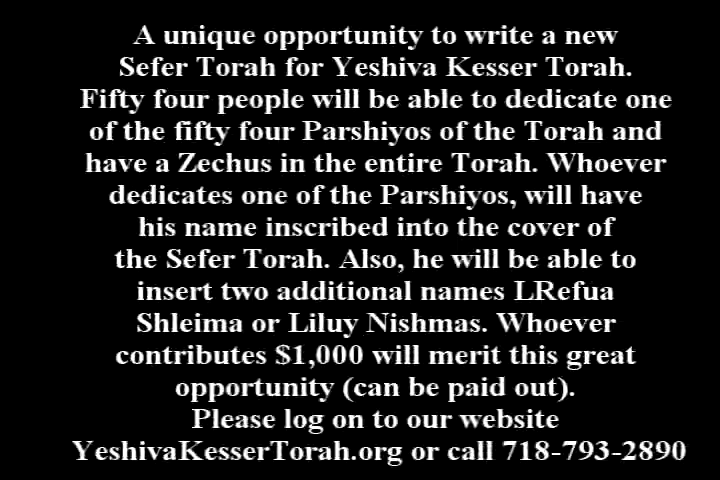 A unique opportunity to write a new
Sefer Torah for Yeshiva Kesser Torah.
Fifty four people will be able to dedicate one
of the fifty four Parshiyos of the Torah and
have a Zechus in the entire Torah. Whoever
dedicates one of the Parshiyos, will have
his name inscribed into the cover of
the Sefer Torah. Also, he will be able to
insert two additional names LRefua
Shleima or Liluy Nishmas. Whoever
contributes $1,000 will merit this great
opportunity (can be paid out).
Please log on to our website
YeshivaKesserTorah.org or call 718-793-2890